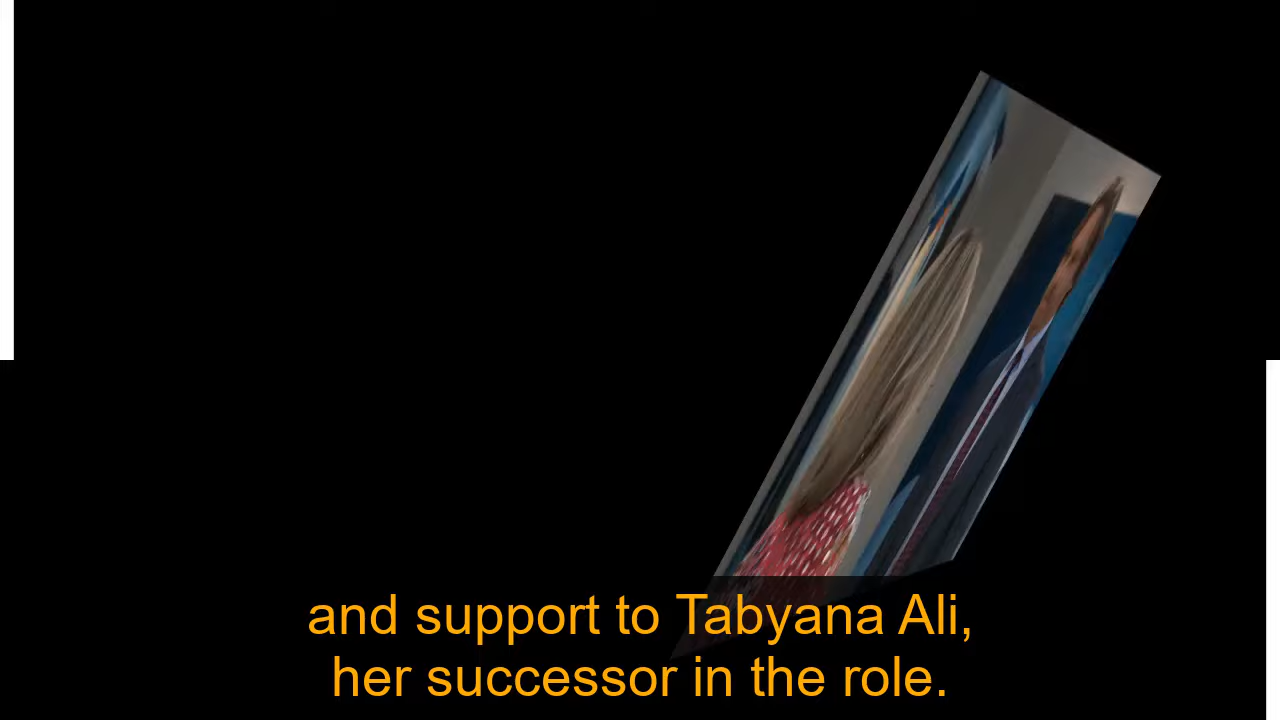 and support to Tabyana Ali,
her successor in the role.